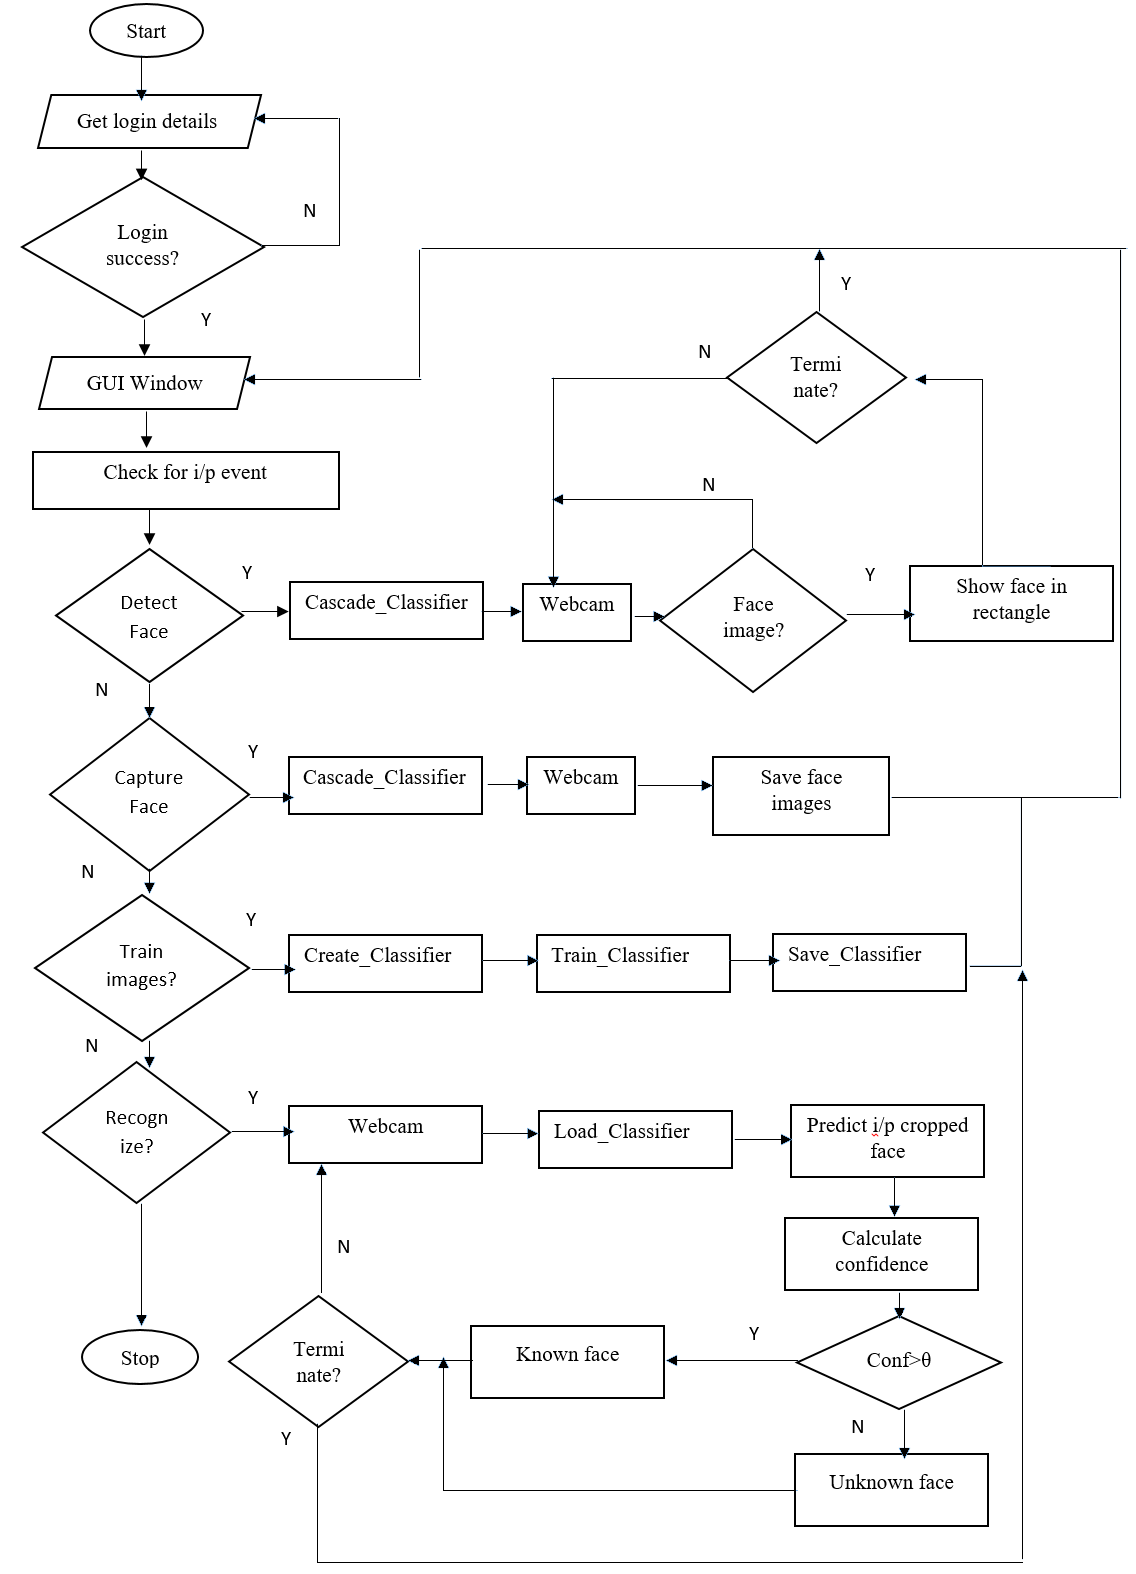 Start
Get login details
N
Login
success?
Y
Y
N
Termi
nate?
GUI Window
Check for i/p event
N
Y
Y
Detect
Face
Cascade_Classifier
Webcam
Face
image?
Show face in
rectangle
N
Y
Capture
Face
Cascade_Classifier
Webcam
Save face
images
N
Y
Train
images?
Create_Classifier
Train_Classifier
Save_Classifier
N
Y
Recogn
ize?
Webcam
Load_Classifier
Predict i/p cropped
face
N
Calculate
confidence
Stop
Termi
nate?
Known face
Y
Conf>θ
Y
N
Unknown face